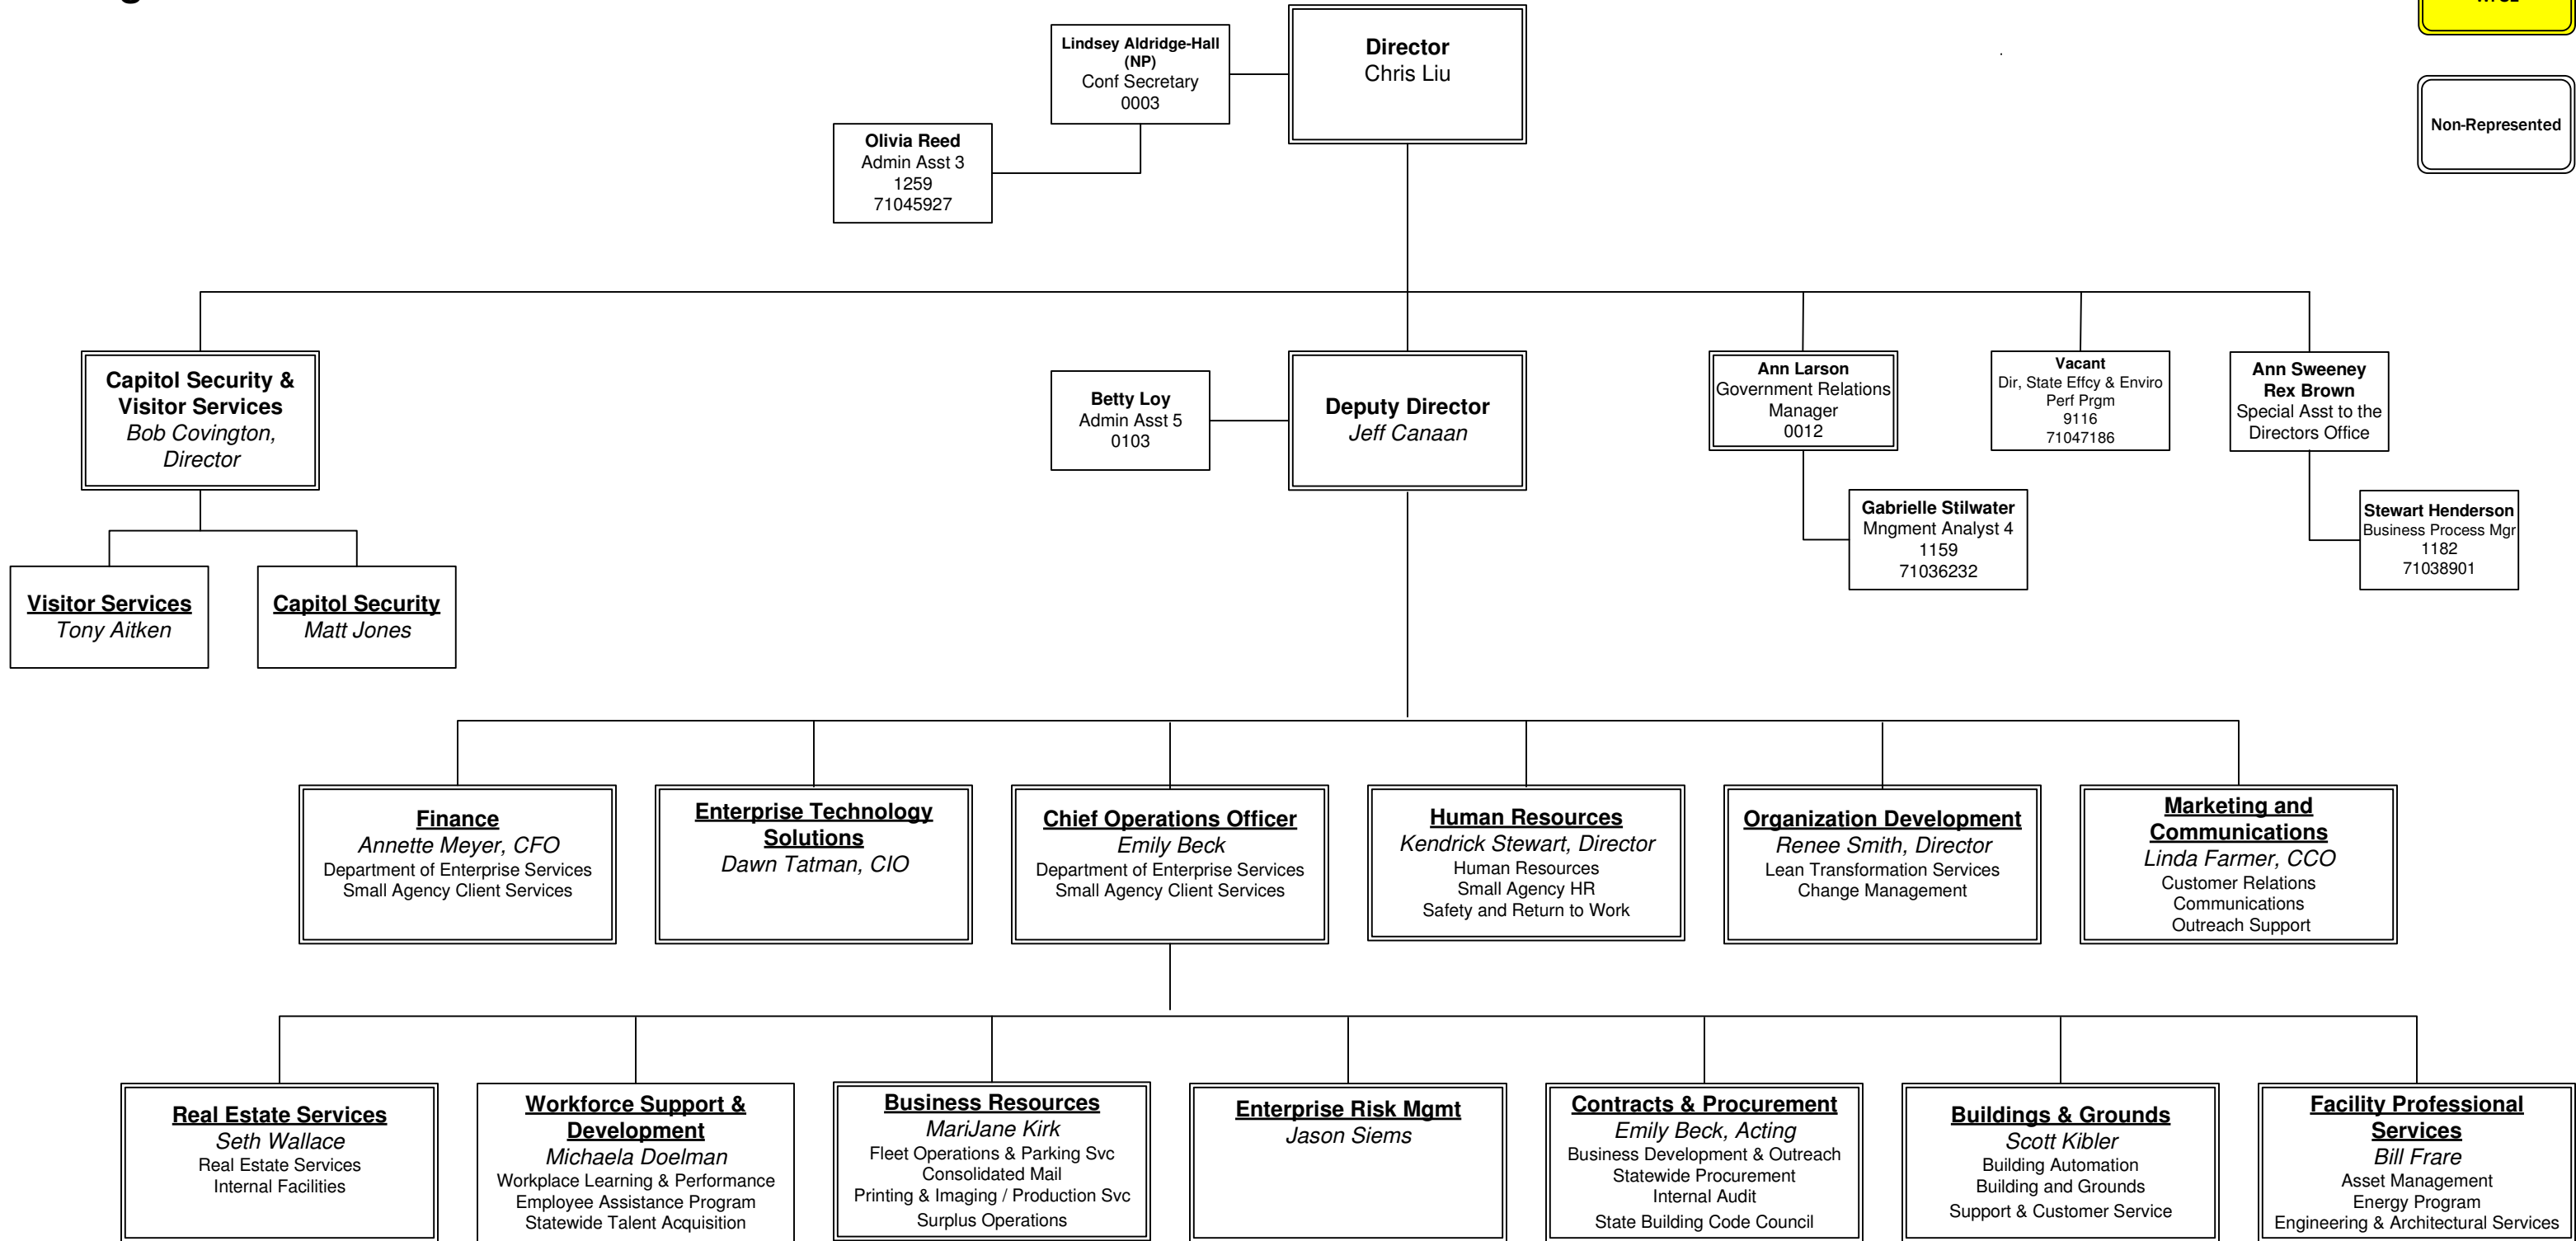 Lindsey Aldridge-Hall
(NP)
Conf Secretary
0003
Director
Chris Liu
Non-Represented
Olivia Reed
Admin Asst 3
1259
71045927
Capitol Security &
Visitor Services
Bob Covington,
Director
Betty Loy
Admin Asst 5
0103
Deputy Director
Jeff Canaan
Ann Larson
Government Relations
Manager
0012
Vacant
Dir, State Effcy & Enviro
Perf Prgm
9116
71047186
Ann Sweeney
Rex Brown
Special Asst to the
Directors Office
Gabrielle Stilwater
Mngment Analyst 4
1159
71036232
Stewart Henderson
Business Process Mgr
1182
71038901
Visitor Services
Tony Aitken
Capitol Security
Matt Jones
Finance
Annette Meyer, CFO
Department of Enterprise Services
Small Agency Client Services
Enterprise Technology
Solutions
Dawn Tatman, CIO
Chief Operations Officer
Emily Beck
Department of Enterprise Services
Small Agency Client Services
Human Resources
Kendrick Stewart, Director
Human Resources
Small Agency HR
Safety and Return to Work
Organization Development
Renee Smith, Director
Lean Transformation Services
Change Management
Marketing and
Communications
Linda Farmer, CCO
Customer Relations
Communications
Outreach Support
Real Estate Services
Seth Wallace
Real Estate Services
Internal Facilities
Workforce Support &
Development
Michaela Doelman
Workplace Learning & Performance
Employee Assistance Program
Statewide Talent Acquisition
Business Resources
MariJane Kirk
Fleet Operations & Parking Svc
Consolidated Mail
Printing & Imaging / Production Svc
Surplus Operations
Enterprise Risk Mgmt
Jason Siems
Contracts & Procurement
Emily Beck, Acting
Business Development & Outreach
Statewide Procurement
Internal Audit
State Building Code Council
Buildings & Grounds
Scott Kibler
Building Automation
Building and Grounds
Support & Customer Service
Facility Professional
Services
Bill Frare
Asset Management
Energy Program
Engineering & Architectural Services